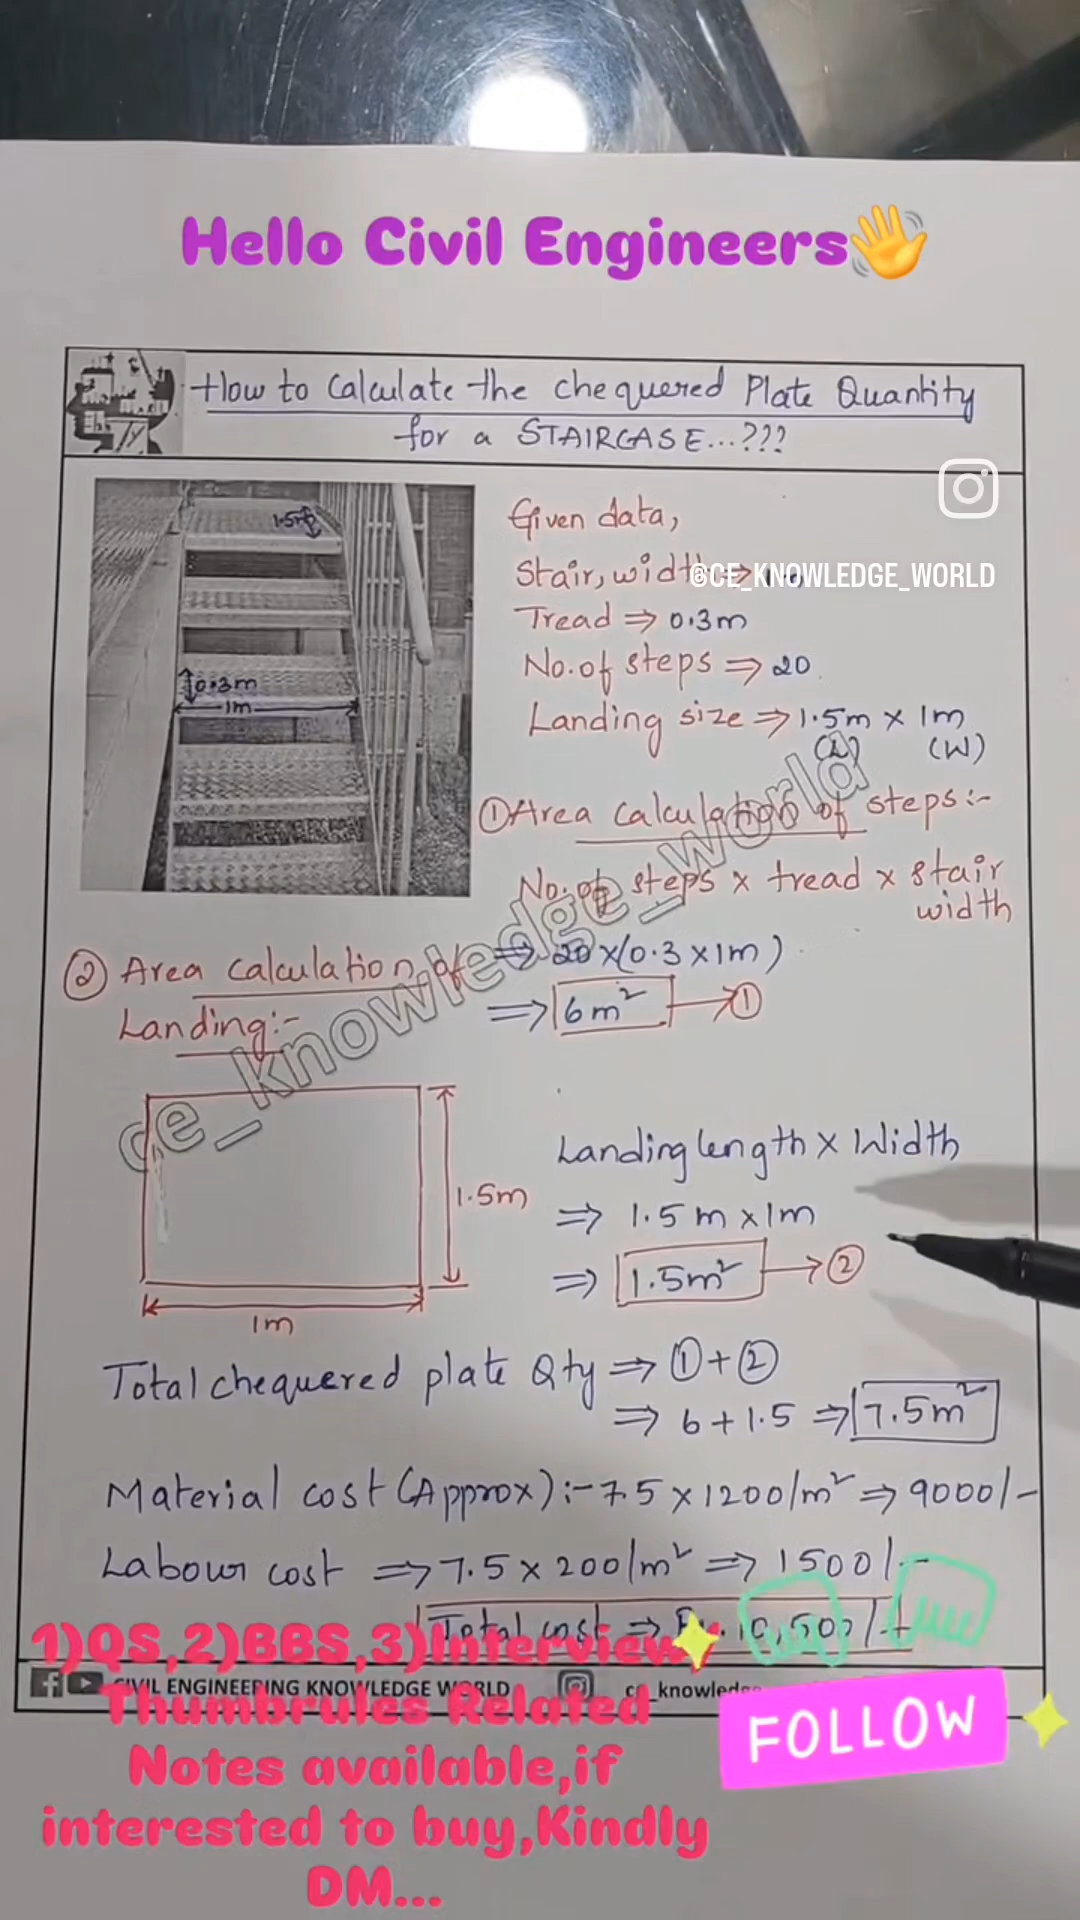 Hello Civil Engineers👋
How to Calculate the chequered Plate Quantity
for a STAIRCASE...???
1.5m
0.3m
1m
Given data,
Stair, width ⇒
@CE_KNOWLEDGE_WORLD
Tread ⇒ 0.3m
No. of steps ⇒ 20
Landing size ⇒ 1.5m x 1m
(L) (W)
① Area calculation of steps:-
No. of steps x tread x stair
width
⇒ 20 x (0.3 x 1m)
⇒ 6m² → ①
② Area calculation of
Landing:-
ce_knowledge_world
1.5m
1m
Landing length x Width
⇒ 1.5 m x 1m
⇒ 1.5m² → ②
Total chequered plate Qty ⇒ ① + ②
⇒ 6 + 1.5 ⇒ 7.5m²
Material cost (Approx):- 7.5 x 1200/m² ⇒ 9000/-
Labour cost ⇒ 7.5 x 200/m² ⇒ 1500/-
Total cost ⇒ 10,500/-
1)QS,2)BBS,3)Interview
CIVIL ENGINEERING KNOWLEDGE WORLD
Thumbrules Related
Notes available,if
interested to buy,Kindly
DM...
FOLLOW